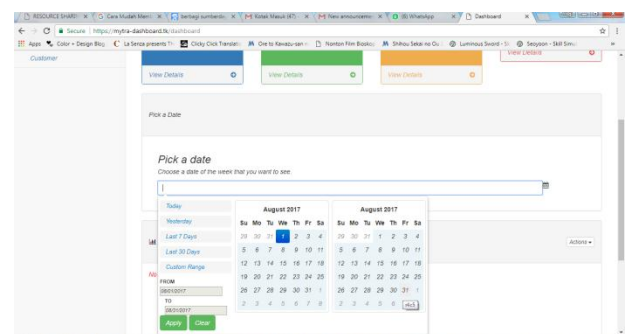 RESOURCE SHARI
Cara Mudah Men
berbagi sumberda
Kotak Masuk (47)
New announceme
(8) WhatsApp
Dashboard
Secure https://mytra-dashboard.tk/dashboard
Apps Color + Design Blog La Senza presents Th Clicky Click Translati Ore to Kawazu-san Nonton Film Bioskop Shitou Sekai no Ou Luminous Sword - Seoyoon - Skill Simu
Customer
View Details
View Details
View Details
View Details
Pick a Date
Pick a date
Choose a date of the week that you want to see
Today
Yesterday
Last 7 Days
Last 30 Days
Custom Range
FROM
08/01/2017
TO
08/31/2017
Apply Clear
August 2017
Su Mo Tu We Th Fr Sa
29 30 31 1 2 3 4
5 6 7 8 9 10 11
12 13 14 15 16 17 18
19 20 21 22 23 24 25
26 27 28 29 30 31 1
2 3 4 5 6 7 8
August 2017
Su Mo Tu We Th Fr Sa
29 30 31 1 2 3 4
5 6 7 8 9 10 11
12 13 14 15 16 17 18
19 20 21 22 23 24 25
26 27 28 29 30 31 1
2 3 4 5 6
Actions
No